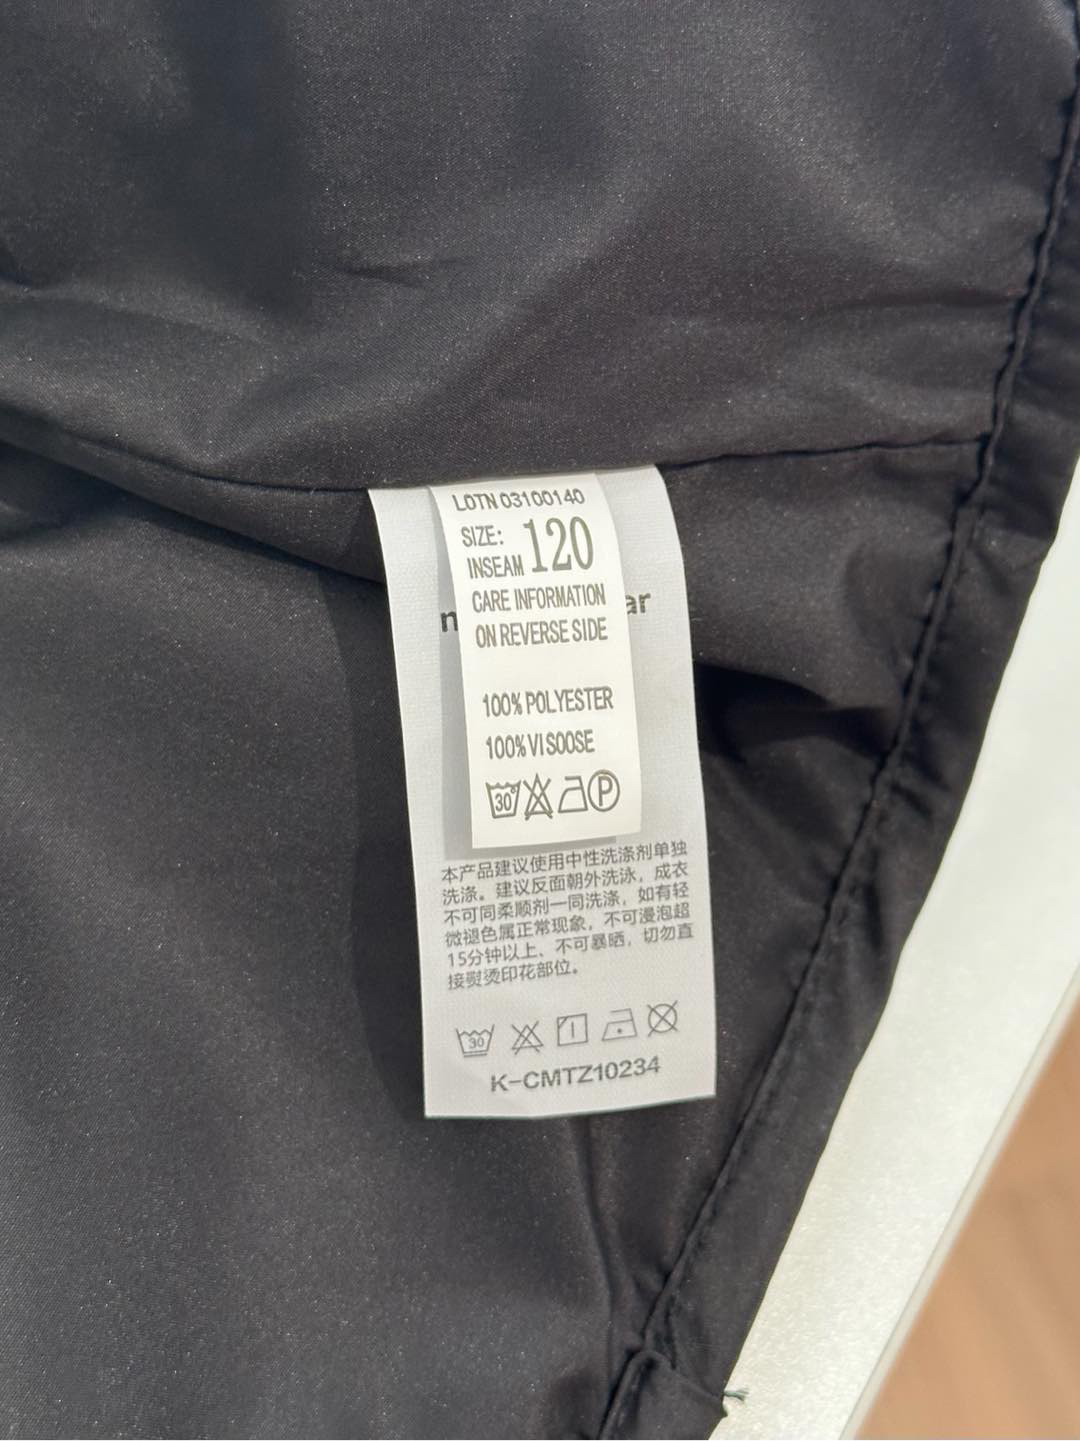 LOTN 03100140
SIZE: 120
INSEAM
CARE INFORMATION
ON REVERSE SIDE
100% POLYESTER
100% VISOOSE
30°
P
本产品建议使用中性洗涤剂单独
洗涤。建议反面朝外洗泳，成衣
不可同柔顺剂一同洗涤，如有轻
微褪色属正常现象，不可浸泡超
15分钟以上、不可暴晒，切勿直
接熨烫印花部位。
30
K-CMTZ10234